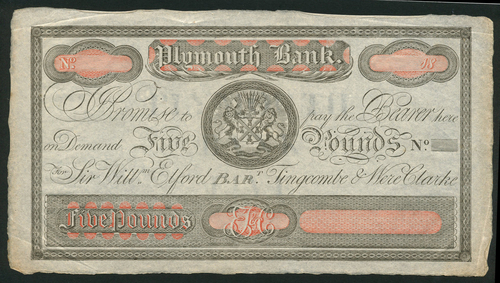 No. Plymouth Bank. 18
I Promise to pay the Bearer here
on Demand Five Pounds No
For Sir Willm. Elford BART. Tingcombe & Were Clarke
Five Pounds